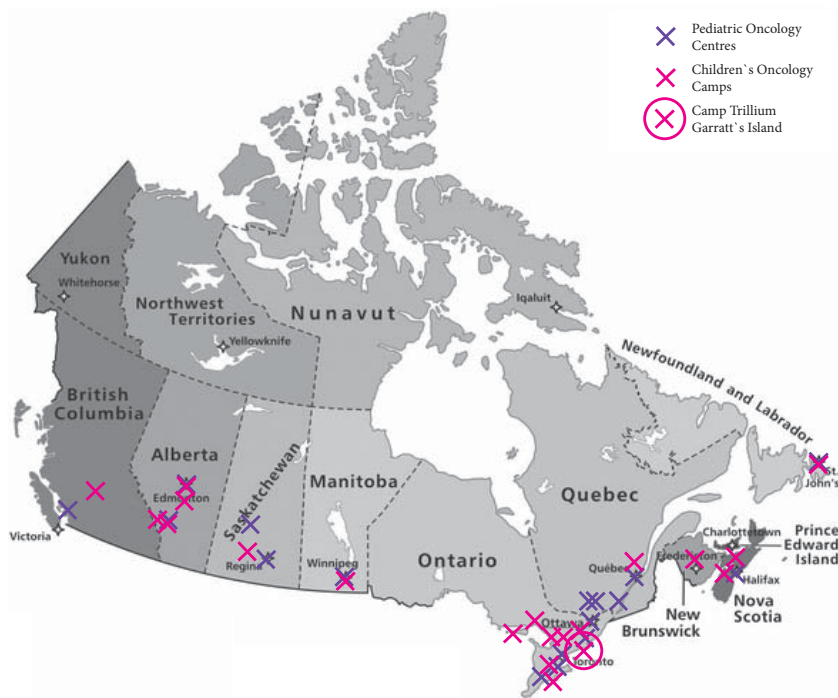 Pediatric Oncology
Centres
Children`s Oncology
Camps
Camp Trillium
Garratt`s Island
Yukon
Whitehorse
Northwest
Territories
Yellowknife
Nunavut
Iqaluit
Newfoundland and Labrador
British
Columbia
Alberta
Edmonton
Saskatchewan
Manitoba
Quebec
St.
John's
Victoria
Regina
Winnipeg
Ontario
Québec
Fredericton
Charlottetown
Prince
Edward
Island
Halifax
Nova
Scotia
New
Brunswick
Ottawa
Toronto